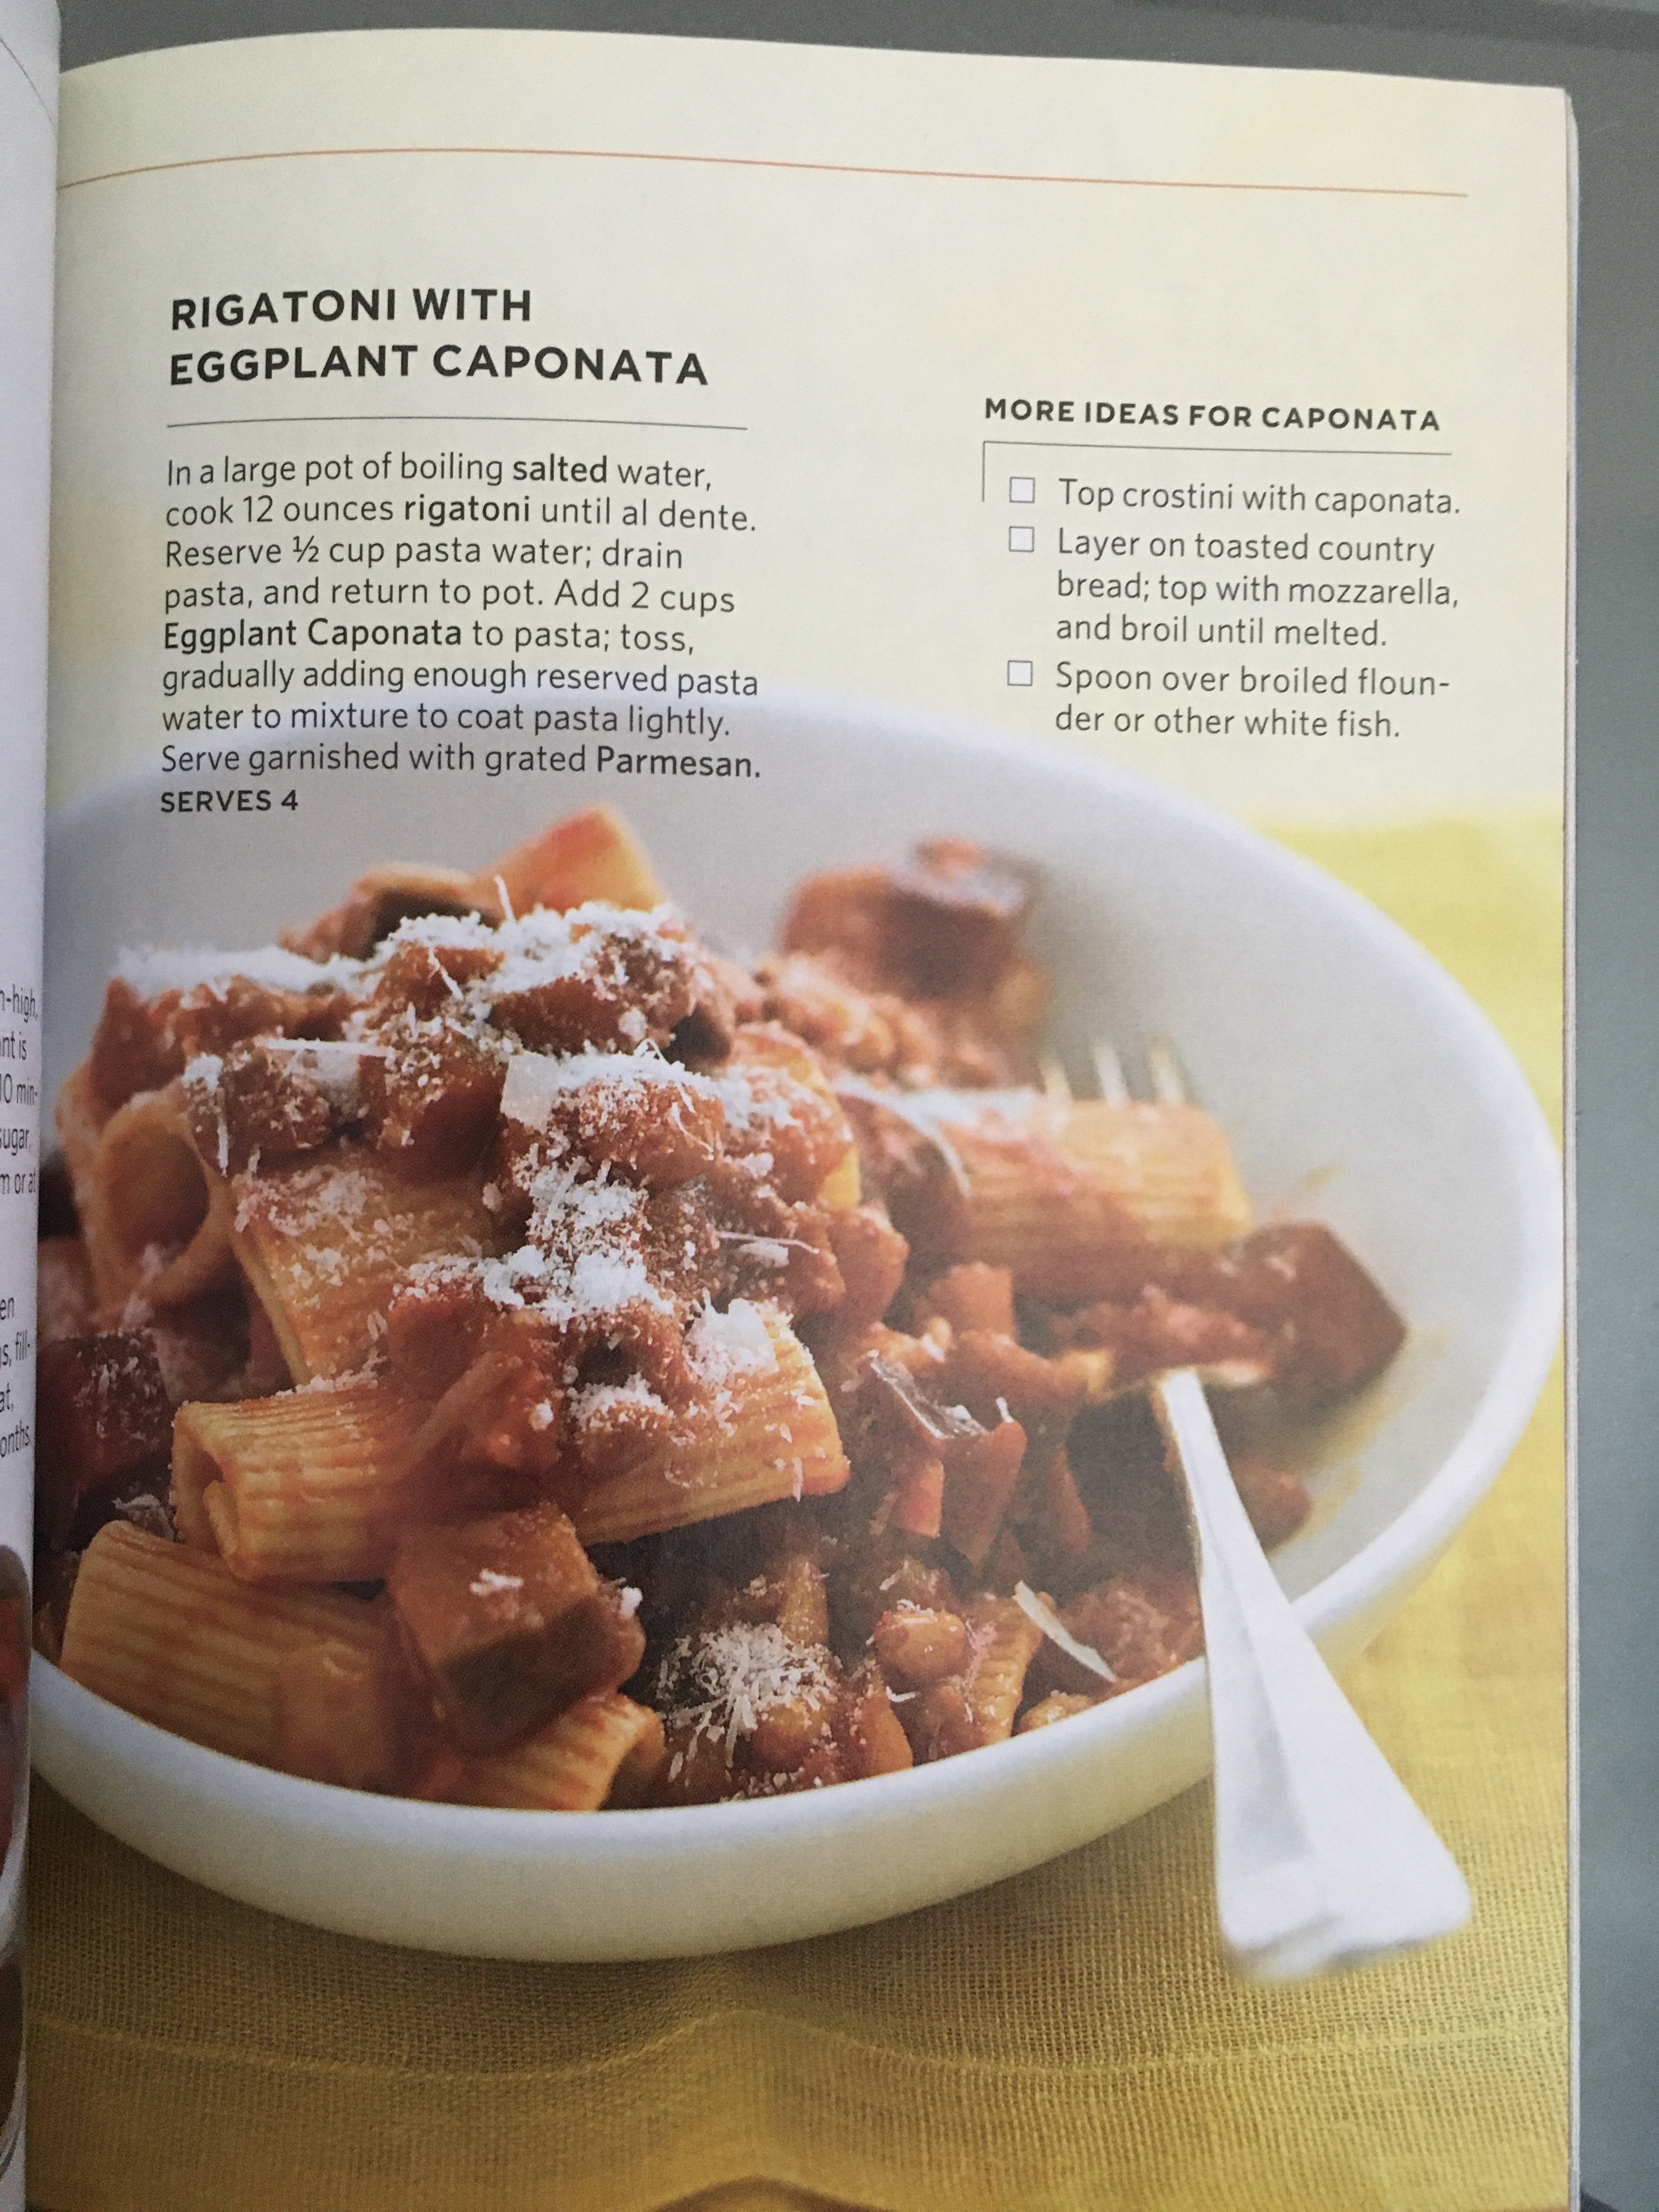 RIGATONI WITH
EGGPLANT CAPONATA
In a large pot of boiling salted water,
cook 12 ounces rigatoni until al dente.
Reserve ½ cup pasta water; drain
pasta, and return to pot. Add 2 cups
Eggplant Caponata to pasta; toss,
gradually adding enough reserved pasta
water to mixture to coat pasta lightly.
Serve garnished with grated Parmesan.
SERVES 4
MORE IDEAS FOR CAPONATA
Top crostini with caponata.
Layer on toasted country
bread; top with mozzarella,
and broil until melted.
Spoon over broiled floun-
der or other white fish.